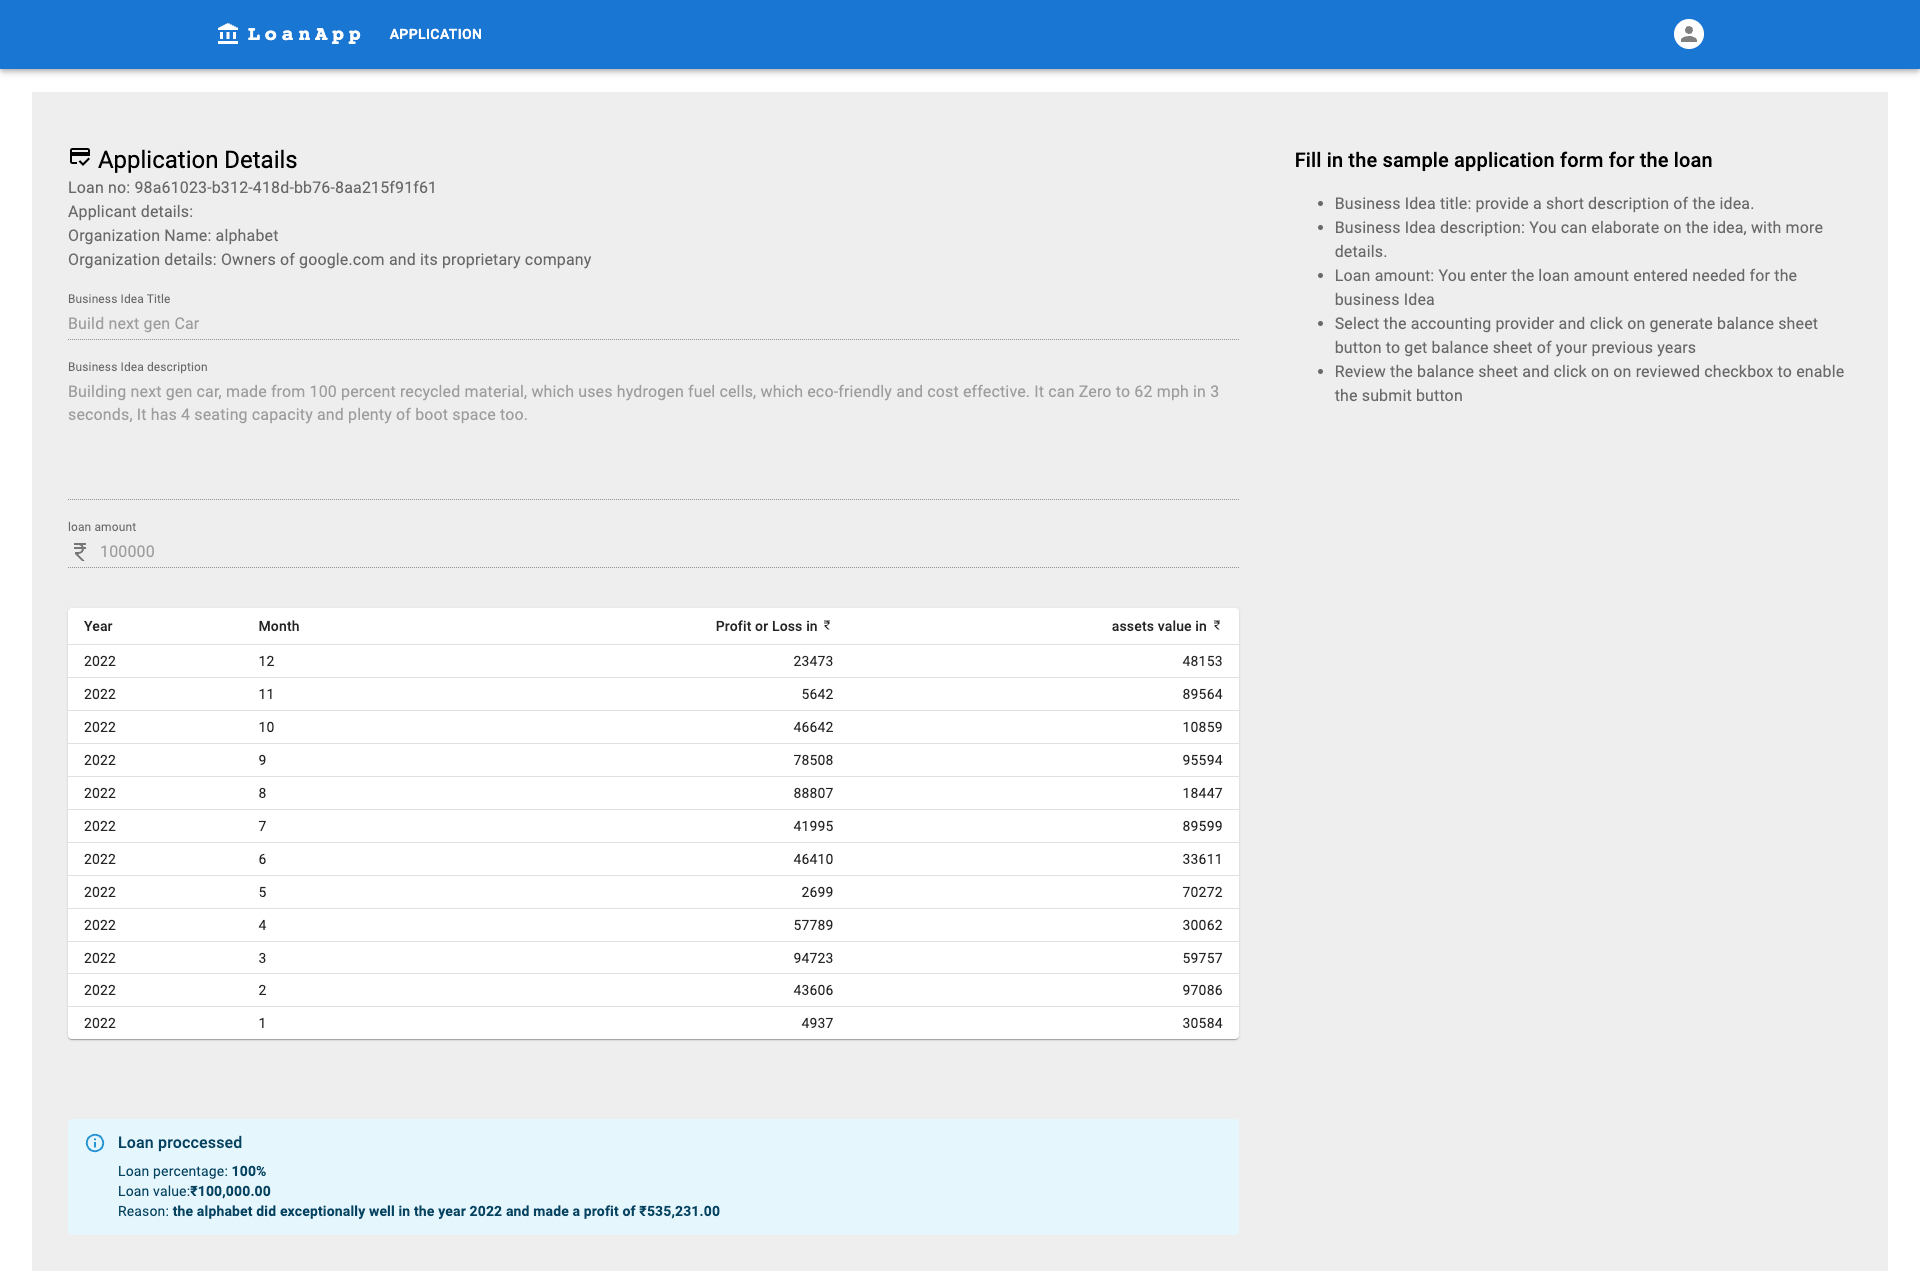 LoanApp APPLICATION
Application Details
Loan no: 98a61023-b312-418d-bb76-8aa215f91f61
Applicant details:
Organization Name: alphabet
Organization details: Owners of google.com and its proprietary company
Business Idea Title
Build next gen Car
Business Idea description
Building next gen car, made from 100 percent recycled material, which uses hydrogen fuel cells, which eco-friendly and cost effective. It can Zero to 62 mph in 3
seconds, It has 4 seating capacity and plenty of boot space too.
loan amount
₹ 100000
Year Month Profit or Loss in ₹ assets value in ₹
2022 12 23473 48153
2022 11 5642 89564
2022 10 46642 10859
2022 9 78508 95594
2022 8 88807 18447
2022 7 41995 89599
2022 6 46410 33611
2022 5 2699 70272
2022 4 57789 30062
2022 3 94723 59757
2022 2 43606 97086
2022 1 4937 30584
Loan proccessed
Loan percentage: 100%
Loan value:₹100,000.00
Reason: the alphabet did exceptionally well in the year 2022 and made a profit of ₹535,231.00
Fill in the sample application form for the loan
• Business Idea title: provide a short description of the idea.
• Business Idea description: You can elaborate on the idea, with more
details.
• Loan amount: You enter the loan amount entered needed for the
business Idea
• Select the accounting provider and click on generate balance sheet
button to get balance sheet of your previous years
• Review the balance sheet and click on on reviewed checkbox to enable
the submit button